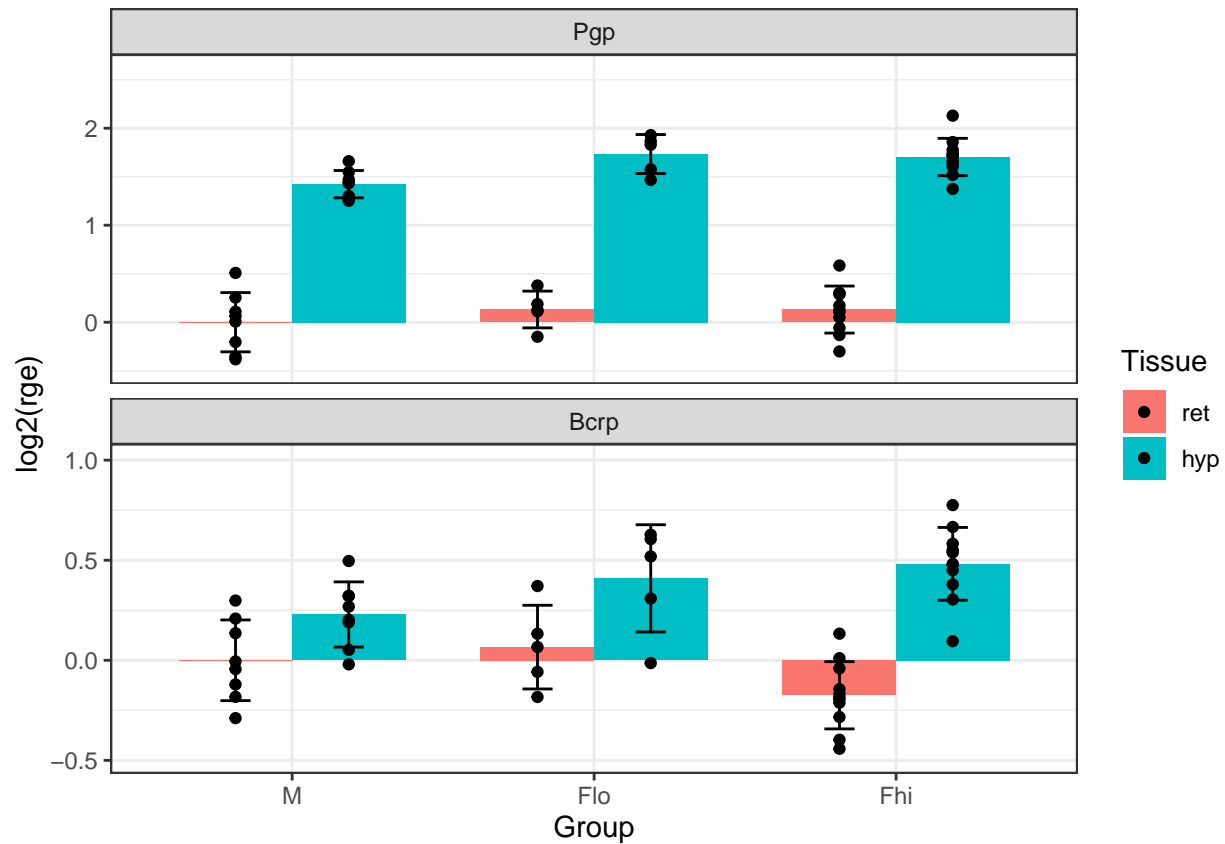 Pgp
2
1
0
Bcrp
1.0
0.5
0.0
−0.5
log2(rge)
M Flo Fhi
Group
Tissue
ret
hyp